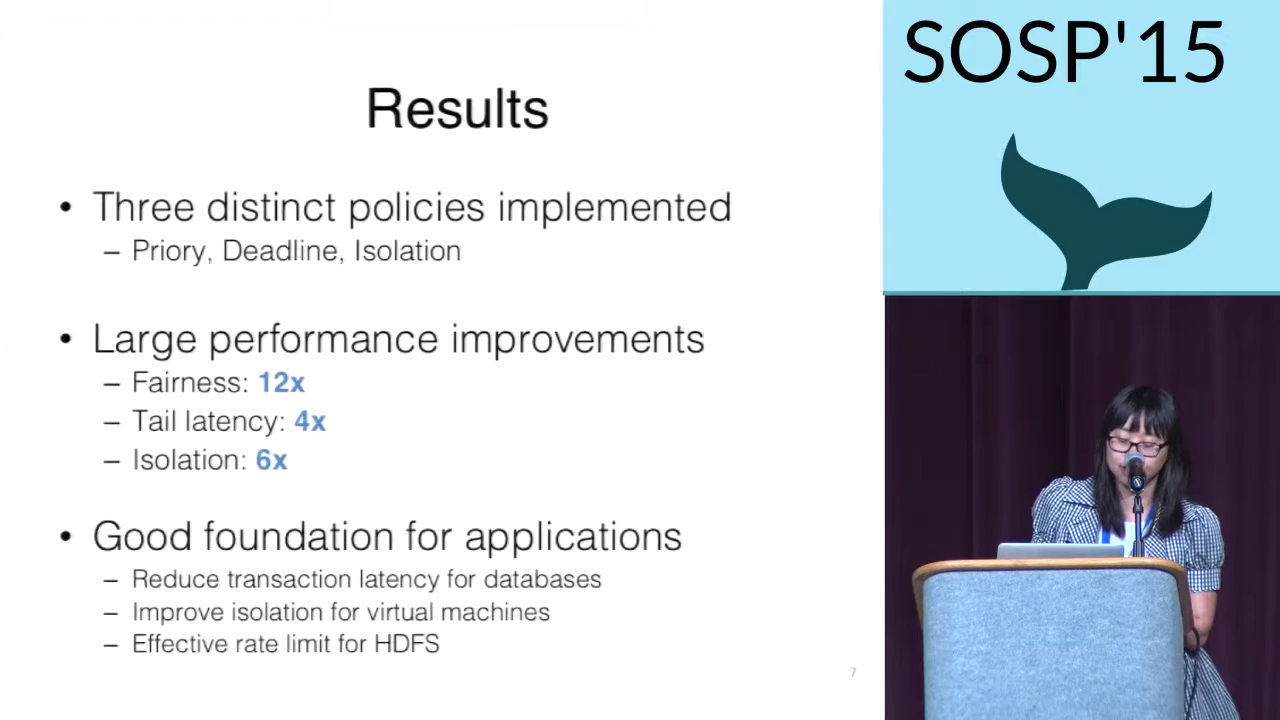 Results
• Three distinct policies implemented
– Priory, Deadline, Isolation
• Large performance improvements
– Fairness: 12x
– Tail latency: 4x
– Isolation: 6x
• Good foundation for applications
– Reduce transaction latency for databases
– Improve isolation for virtual machines
– Effective rate limit for HDFS
7
SOSP'15